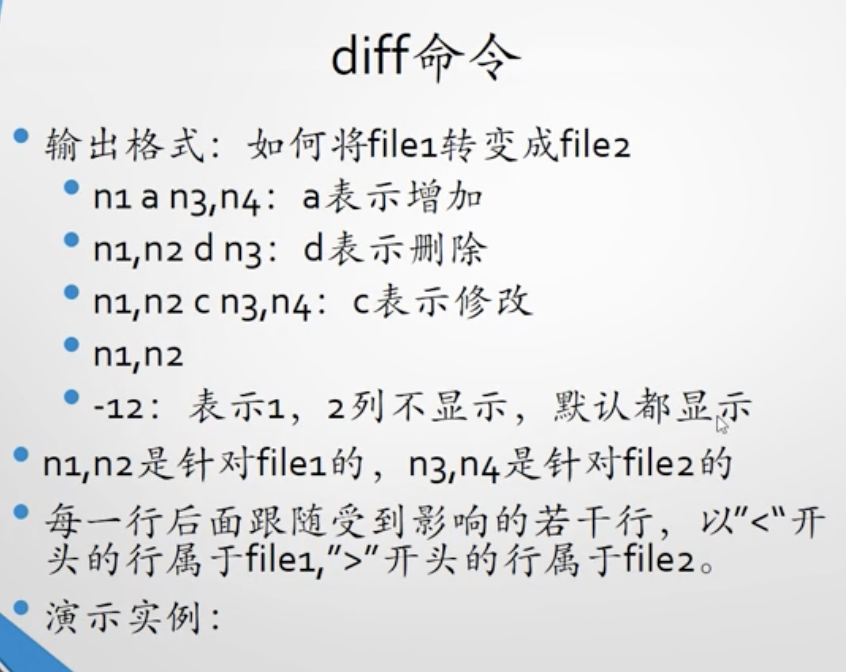 diff命令
输出格式：如何将file1转变成file2
n1 a n3,n4：a表示增加
n1,n2 d n3：d表示删除
n1,n2 c n3,n4：c表示修改
n1,n2
-12：表示1，2列不显示，默认都显示
n1,n2是针对file1的，n3,n4是针对file2的
每一行后面跟随受到影响的若干行，以”<“开
头的行属于file1,”>”开头的行属于file2。
演示实例：